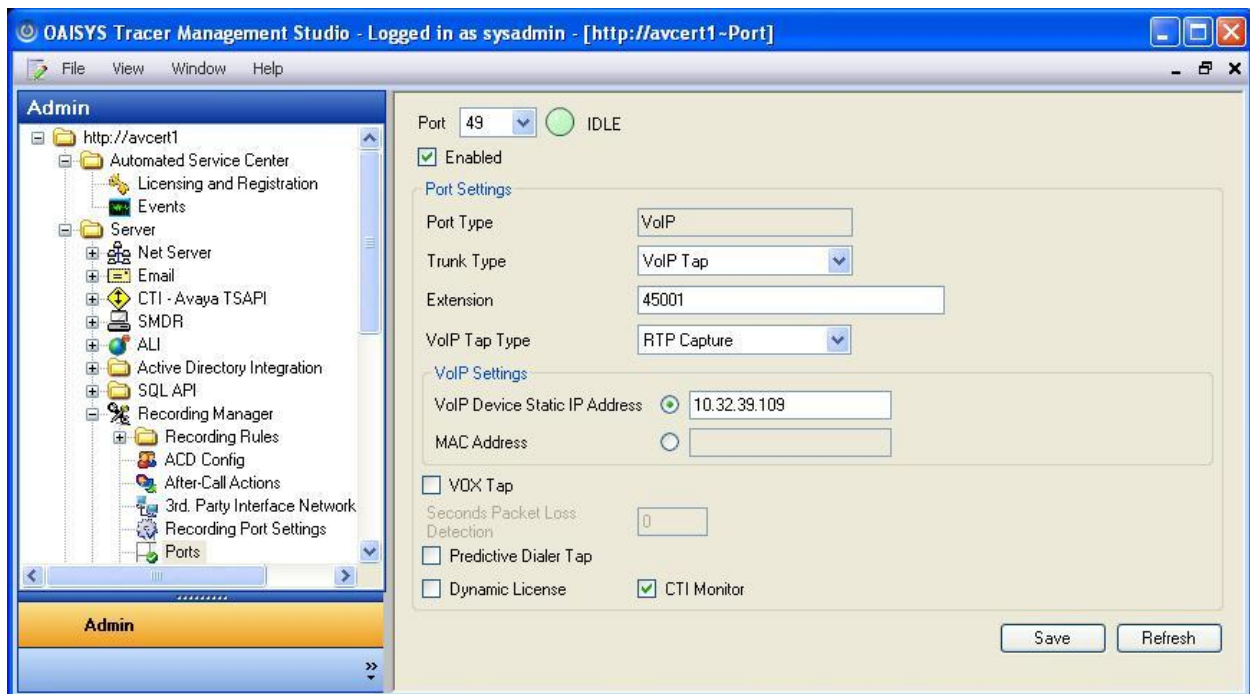 OAISYS Tracer Management Studio - Logged in as sysadmin - [http://avcert1~Port]
File View Window Help
Admin
http://avcert1
Automated Service Center
Licensing and Registration
Events
Server
Net Server
Email
CTI - Avaya TSAPI
SMDR
ALI
Active Directory Integration
SQL API
Recording Manager
Recording Rules
ACD Config
After-Call Actions
3rd. Party Interface Network
Recording Port Settings
Ports
Admin
Port 49 IDLE
Enabled
Port Settings
Port Type VoIP
Trunk Type VoIP Tap
Extension 45001
VoIP Tap Type RTP Capture
VoIP Settings
VoIP Device Static IP Address 10.32.39.109
MAC Address
VOX Tap
Seconds Packet Loss
Detection 0
Predictive Dialer Tap
Dynamic License CTI Monitor
Save Refresh